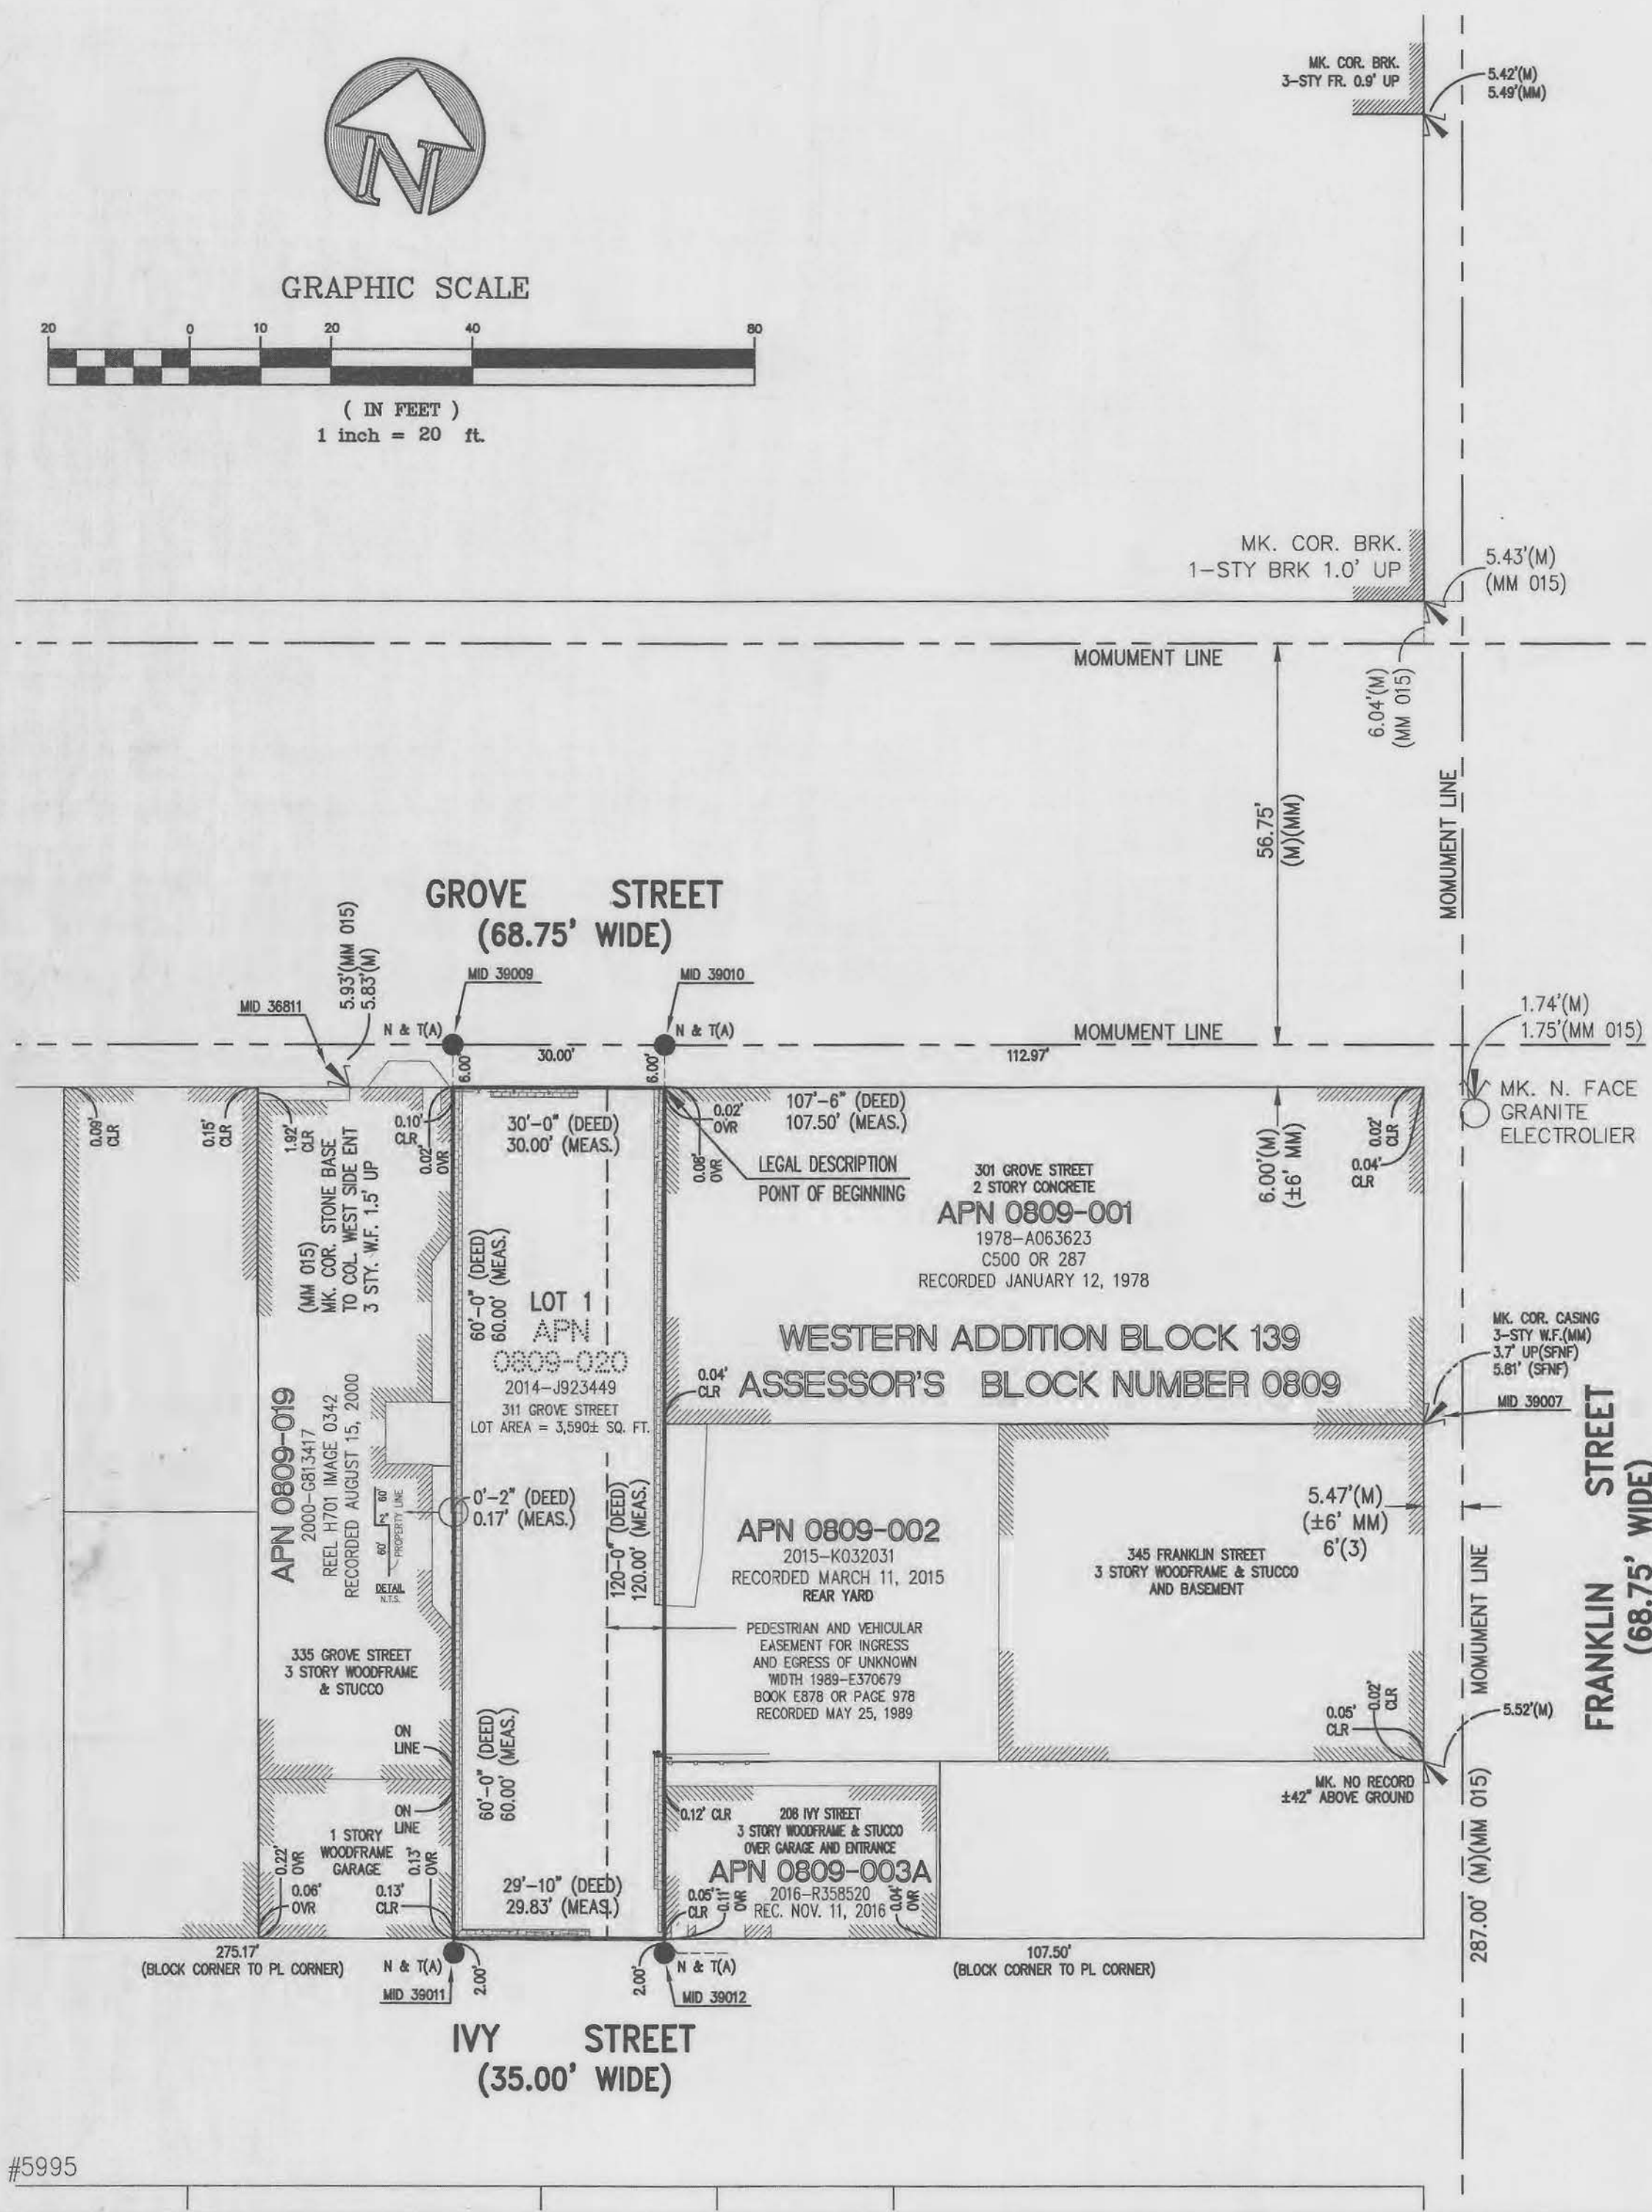 MK. COR. BRK.
3-STY FR. 0.9' UP
5.42'(M)
5.49'(MM)
N
GRAPHIC SCALE
20 0 10 20 40 80
( IN FEET )
1 inch = 20 ft.
MK. COR. BRK.
1-STY BRK 1.0' UP
5.43'(M)
(MM 015)
MOMUMENT LINE
6.04'(M)
(MM 015)
56.75'
(M)(MM)
MOMUMENT LINE
GROVE STREET
(68.75' WIDE)
MID 39009
MID 39010
MID 36811
5.93'(MM 015)
5.83'(M)
N & T(A)
N & T(A)
MOMUMENT LINE
1.74'(M)
1.75'(MM 015)
6.00'
30.00'
6.00'
112.97'
MK. N. FACE
GRANITE
ELECTROLIER
0.09'
CLR
0.15'
CLR
1.92'
CLR
(MM 015)
MK. COR. STONE BASE
TO COL. WEST SIDE ENT
3 STY. W.F. 1.5' UP
0.10'
CLR
0.02'
OVR
30'-0" (DEED)
30.00' (MEAS.)
0.02'
OVR
0.08'
OVR
107'-6" (DEED)
107.50' (MEAS.)
LEGAL DESCRIPTION
POINT OF BEGINNING
301 GROVE STREET
2 STORY CONCRETE
APN 0809-001
1978-A063623
C500 OR 287
RECORDED JANUARY 12, 1978
6.00'(M)
(±6' MM)
0.02'
CLR
0.04'
CLR
60'-0" (DEED)
60.00' (MEAS.)
LOT 1
APN
0809-020
2014-J923449
311 GROVE STREET
LOT AREA = 3,590± SQ. FT.
WESTERN ADDITION BLOCK 139
ASSESSOR'S BLOCK NUMBER 0809
0.04'
CLR
MK. COR. CASING
3-STY W.F.(MM)
3.7' UP(SFNF)
5.81' (SFNF)
MID 39007
APN 0809-019
2000-G813417
REEL H701 IMAGE 0342
RECORDED AUGUST 15, 2000
60'
2"
60'
PROPERTY LINE
DETAIL
N.T.S.
0'-2" (DEED)
0.17' (MEAS.)
120-0" (DEED)
120.00' (MEAS.)
APN 0809-002
2015-K032031
RECORDED MARCH 11, 2015
REAR YARD
PEDESTRIAN AND VEHICULAR
EASEMENT FOR INGRESS
AND EGRESS OF UNKNOWN
WIDTH 1989-E370679
BOOK E878 OR PAGE 978
RECORDED MAY 25, 1989
5.47'(M)
(±6' MM)
6'(3)
345 FRANKLIN STREET
3 STORY WOODFRAME & STUCCO
AND BASEMENT
MOMUMENT LINE
FRANKLIN STREET
(68.75' WIDE)
335 GROVE STREET
3 STORY WOODFRAME
& STUCCO
ON
LINE
ON
LINE
60'-0" (DEED)
60.00' (MEAS.)
0.05'
CLR
0.02'
CLR
5.52'(M)
MK. NO RECORD
±42" ABOVE GROUND
287.00' (M)(MM 015)
1 STORY
WOODFRAME
GARAGE
0.22'
OVR
0.06'
OVR
0.13'
OVR
0.13'
CLR
29'-10" (DEED)
29.83' (MEAS.)
0.12' CLR
208 IVY STREET
3 STORY WOODFRAME & STUCCO
OVER GARAGE AND ENTRANCE
APN 0809-003A
2016-R358520
REC. NOV. 11, 2016
0.05'
CLR
0.11'
OVR
0.04'
OVR
275.17'
(BLOCK CORNER TO PL CORNER)
N & T(A)
MID 39011
2.00'
2.00'
N & T(A)
MID 39012
107.50'
(BLOCK CORNER TO PL CORNER)
IVY STREET
(35.00' WIDE)
#5995